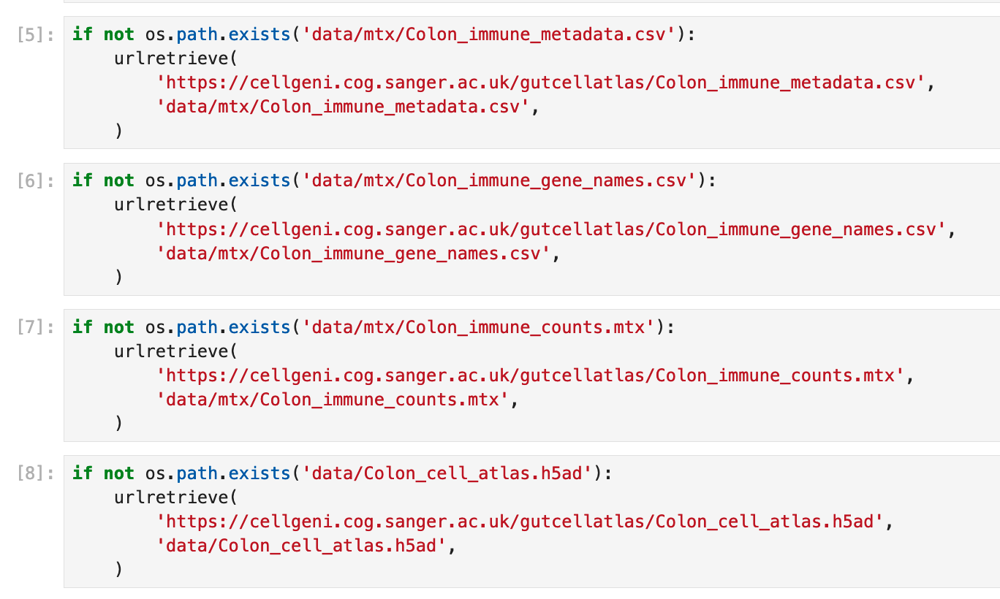 [5]: if not os.path.exists('data/mtx/Colon_immune_metadata.csv'):
    urlretrieve(
        'https://cellgeni.cog.sanger.ac.uk/gutcellatlas/Colon_immune_metadata.csv',
        'data/mtx/Colon_immune_metadata.csv',
    )
[6]: if not os.path.exists('data/mtx/Colon_immune_gene_names.csv'):
    urlretrieve(
        'https://cellgeni.cog.sanger.ac.uk/gutcellatlas/Colon_immune_gene_names.csv',
        'data/mtx/Colon_immune_gene_names.csv',
    )
[7]: if not os.path.exists('data/mtx/Colon_immune_counts.mtx'):
    urlretrieve(
        'https://cellgeni.cog.sanger.ac.uk/gutcellatlas/Colon_immune_counts.mtx',
        'data/mtx/Colon_immune_counts.mtx',
    )
[8]: if not os.path.exists('data/Colon_cell_atlas.h5ad'):
    urlretrieve(
        'https://cellgeni.cog.sanger.ac.uk/gutcellatlas/Colon_cell_atlas.h5ad',
        'data/Colon_cell_atlas.h5ad',
    )